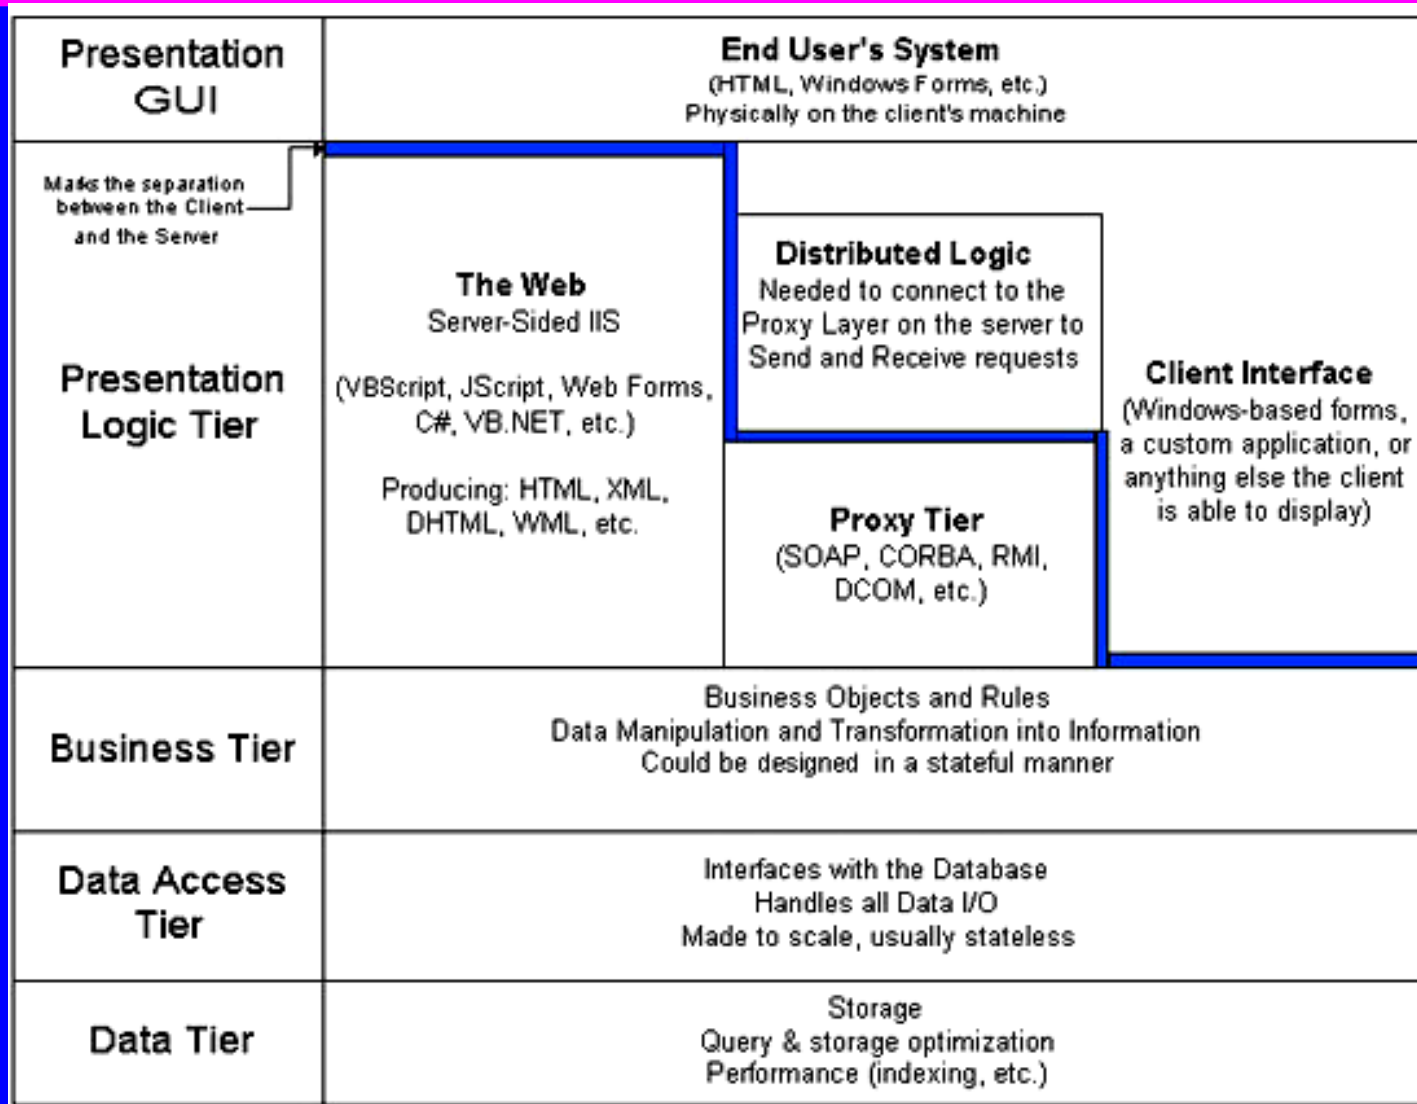 Presentation
GUI
End User's System
(HTML, Windows Forms, etc.)
Physically on the client's machine
Marks the separation
between the Client
and the Server
Presentation
Logic Tier
The Web
Server-Sided IIS
(VBScript, JScript, Web Forms,
C#, VB.NET, etc.)
Producing: HTML, XML,
DHTML, WML, etc.
Distributed Logic
Needed to connect to the
Proxy Layer on the server to
Send and Receive requests
Proxy Tier
(SOAP, CORBA, RMI,
DCOM, etc.)
Client Interface
(Windows-based forms,
a custom application, or
anything else the client
is able to display)
Business Tier
Business Objects and Rules
Data Manipulation and Transformation into Information
Could be designed in a stateful manner
Data Access
Tier
Interfaces with the Database
Handles all Data I/O
Made to scale, usually stateless
Data Tier
Storage
Query & storage optimization
Performance (indexing, etc.)